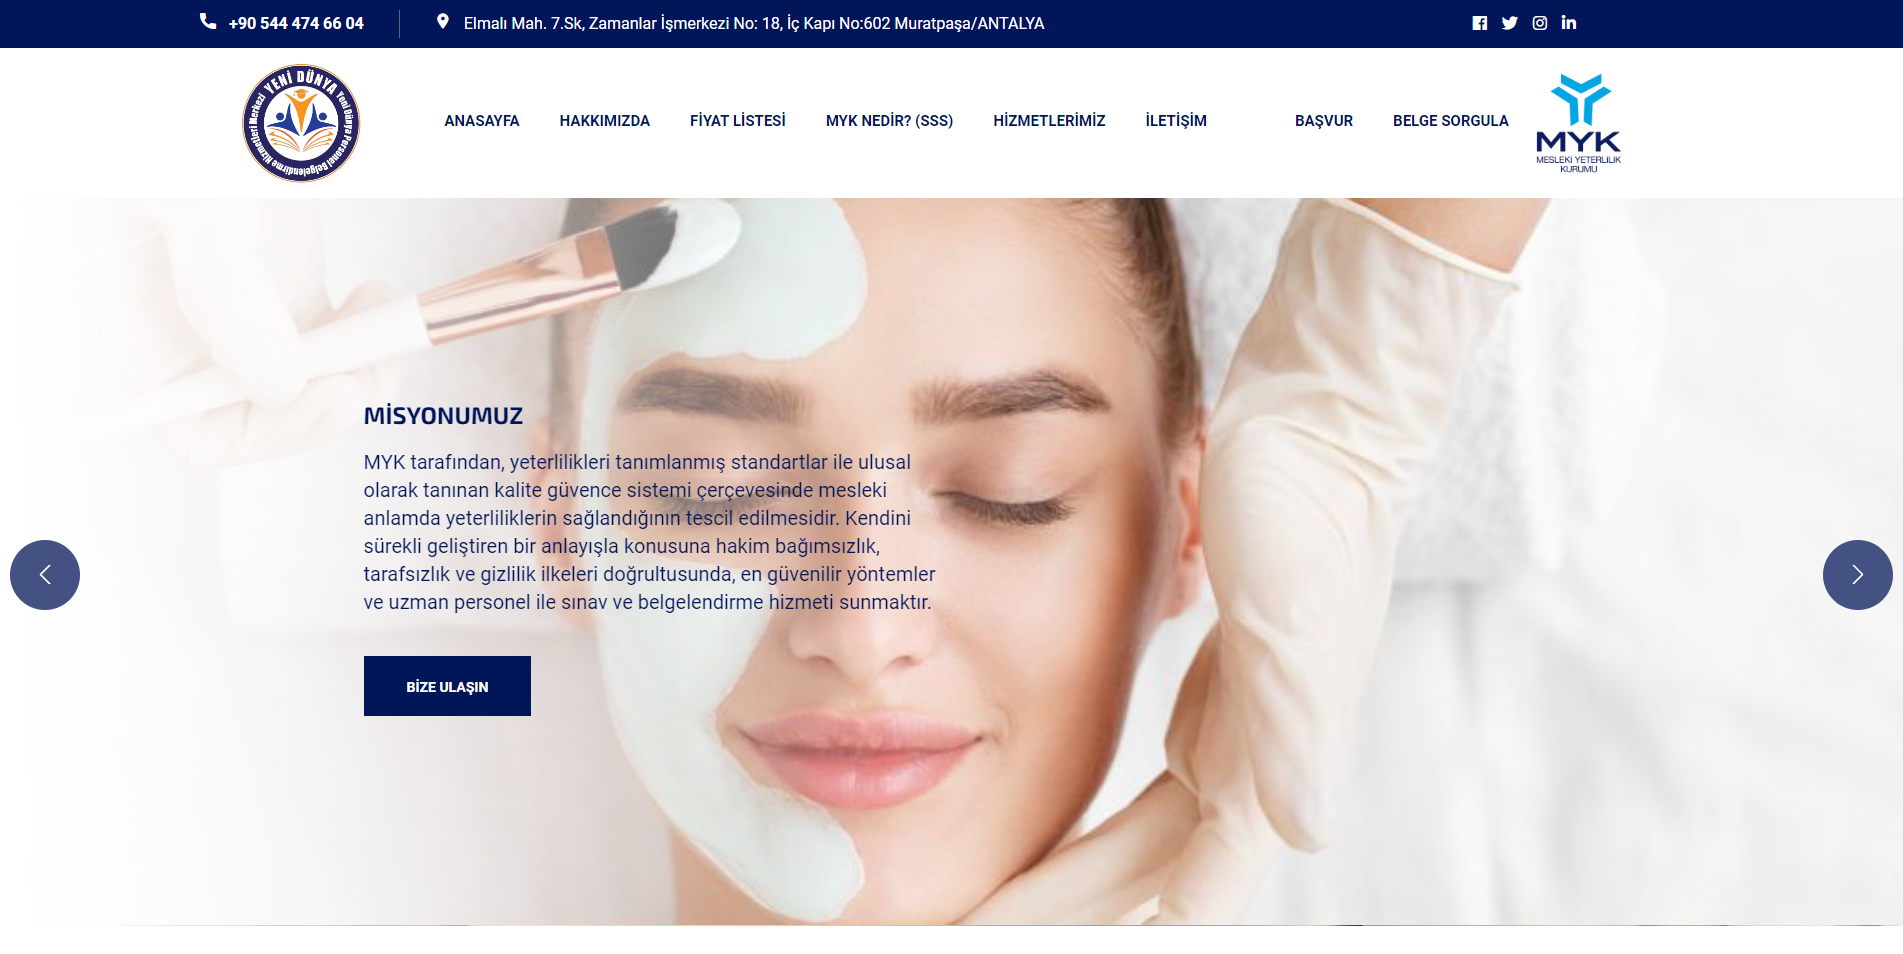 +90 544 474 66 04
Elmalı Mah. 7.Sk, Zamanlar İşmerkezi No: 18, İç Kapı No:602 Muratpaşa/ANTALYA
YENİ DÜNYA
Yeni Dünya Personel Belgelendirme Hizmetleri Merkezi
ANASAYFA
HAKKIMIZDA
FİYAT LİSTESİ
MYK NEDİR? (SSS)
HİZMETLERİMİZ
İLETİŞİM
BAŞVUR
BELGE SORGULA
MYK
MESLEKİ YETERLİLİK
KURUMU
MİSYONUMUZ
MYK tarafından, yeterlilikleri tanımlanmış standartlar ile ulusal
olarak tanınan kalite güvence sistemi çerçevesinde mesleki
anlamda yeterliliklerin sağlandığının tescil edilmesidir. Kendini
sürekli geliştiren bir anlayışla konusuna hakim bağımsızlık,
tarafsızlık ve gizlilik ilkeleri doğrultusunda, en güvenilir yöntemler
ve uzman personel ile sınav ve belgelendirme hizmeti sunmaktır.
BİZE ULAŞIN